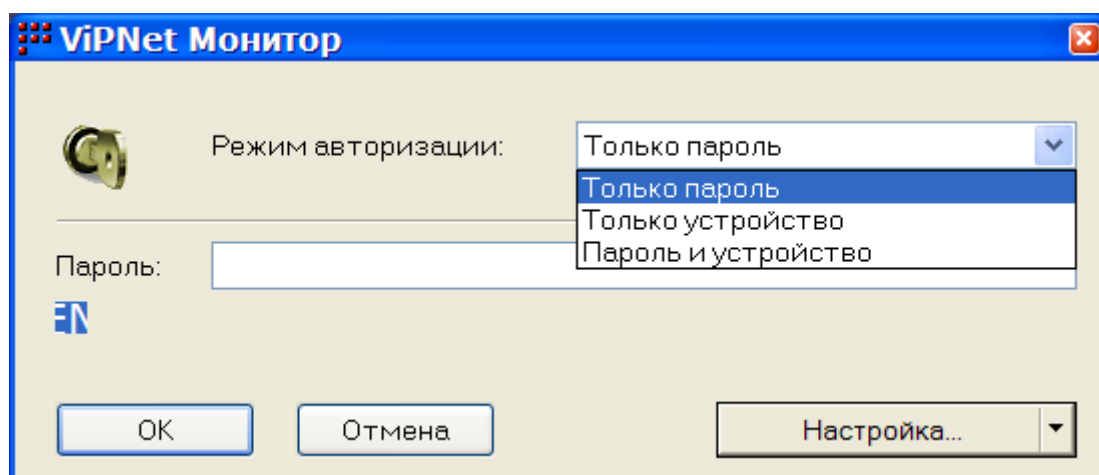 ViPNet Монитор
Режим авторизации:
Только пароль
Только пароль
Только устройство
Пароль и устройство
Пароль:
EN
OK
Отмена
Настройка...